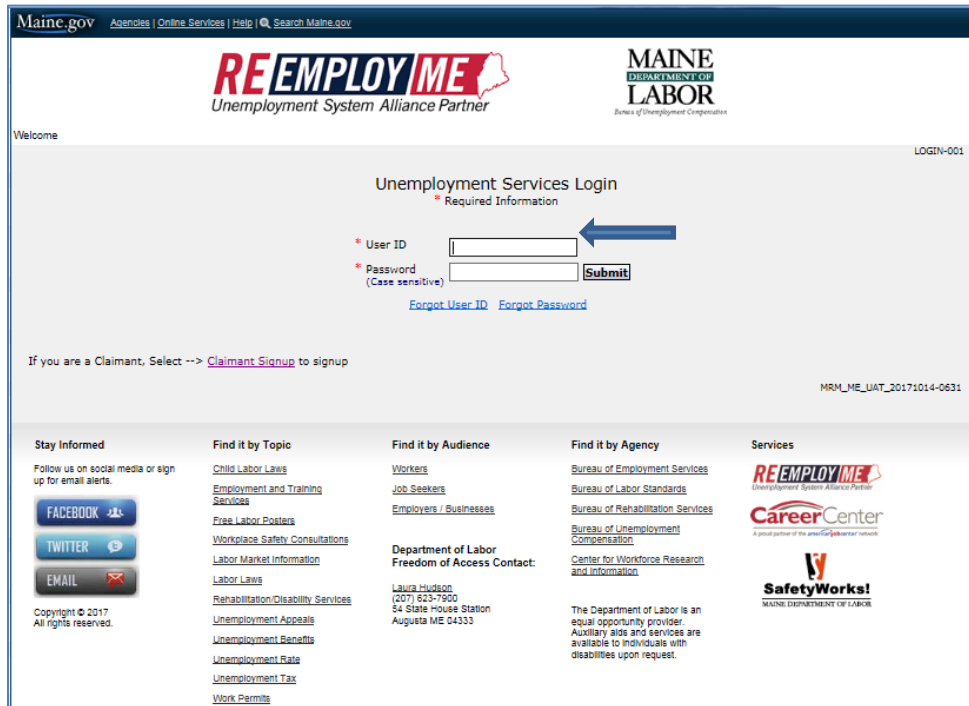 Maine.gov Agencies | Online Services | Help | Search Maine.gov
REEMPLOYME
Unemployment System Alliance Partner
MAINE
DEPARTMENT OF
LABOR
Bureau of Unemployment Compensation
Welcome
LOGIN-001
Unemployment Services Login
* Required Information
* User ID
* Password
(Case sensitive)
Submit
Forgot User ID Forgot Password
If you are a Claimant, Select --> Claimant Signup to signup
MRM_ME_UAT_20171014-0631
Stay Informed
Follow us on social media or sign
up for email alerts.
FACEBOOK
TWITTER
EMAIL
Copyright © 2017
All rights reserved.
Find it by Topic
Child Labor Laws
Employment and Training
Services
Free Labor Posters
Workplace Safety Consultations
Labor Market Information
Labor Laws
Rehabilitation/Disability Services
Unemployment Appeals
Unemployment Benefits
Unemployment Rate
Unemployment Tax
Work Permits
Find it by Audience
Workers
Job Seekers
Employers / Businesses
Department of Labor
Freedom of Access Contact:
Laura Hudson
(207) 623-7900
54 State House Station
Augusta ME 04333
Find it by Agency
Bureau of Employment Services
Bureau of Labor Standards
Bureau of Rehabilitation Services
Bureau of Unemployment
Compensation
Center for Workforce Research
and Information
The Department of Labor is an
equal opportunity provider.
Auxiliary aids and services are
available to individuals with
disabilities upon request.
Services
REEMPLOYME
Unemployment System Alliance Partner
CareerCenter
A proud partner of the americanjobcenter network
SafetyWorks!
MAINE DEPARTMENT OF LABOR